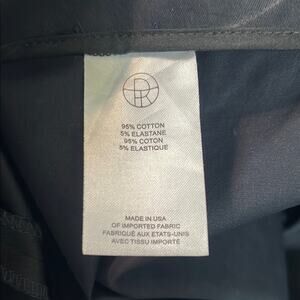 R
95% COTTON
5% ELASTANE
95% COTON
5% ELASTIQUE
MADE IN USA
OF IMPORTED FABRIC
FABRIQUÉ AUX ETATS-UNIS
AVEC TISSU IMPORTÉ